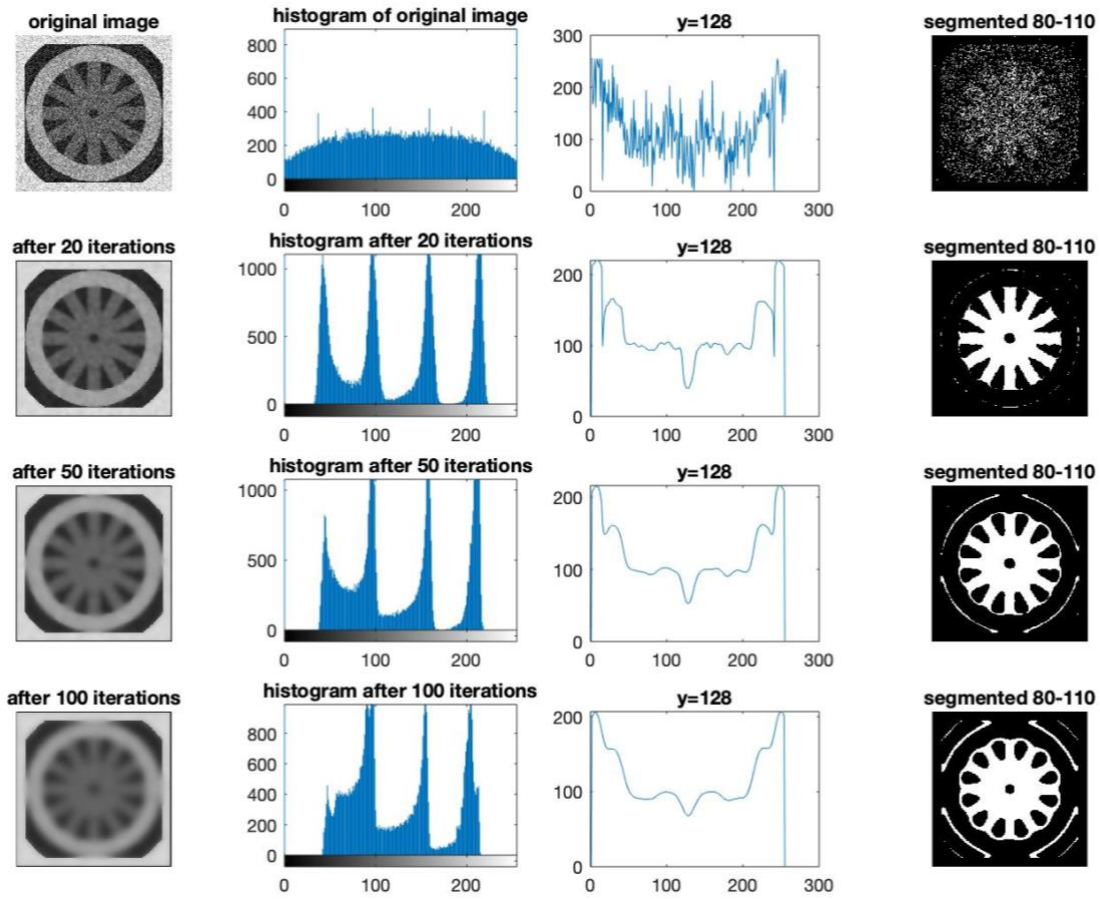 original image
histogram of original image
y=128
segmented 80-110
800
600
400
200
0
0 100 200
300
200
100
0
0 100 200 300
after 20 iterations
histogram after 20 iterations
y=128
segmented 80-110
1000
500
0
0 100 200
200
100
0
0 100 200 300
after 50 iterations
histogram after 50 iterations
y=128
segmented 80-110
1000
500
0
0 100 200
200
100
0
0 100 200 300
after 100 iterations
histogram after 100 iterations
y=128
segmented 80-110
800
600
400
200
0
0 100 200
200
100
0
0 100 200 300